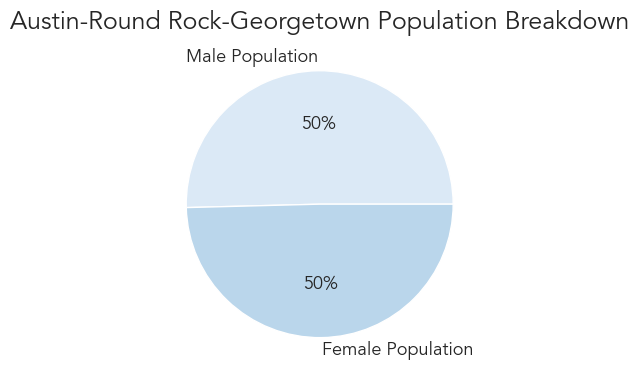 Austin-Round Rock-Georgetown Population Breakdown
Male Population
50%
50%
Female Population